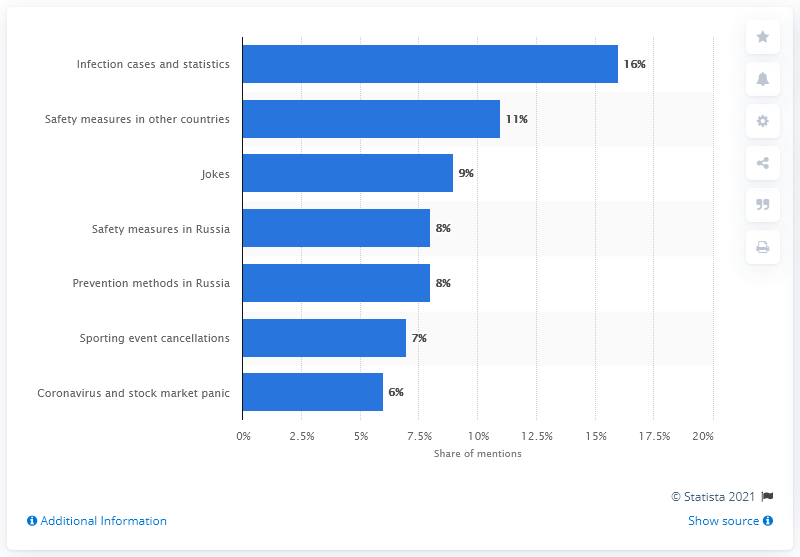 Infection cases and statistics 16%
Safety measures in other countries 11%
Jokes 9%
Safety measures in Russia 8%
Prevention methods in Russia 8%
Sporting event cancellations 7%
Coronavirus and stock market panic 6%
0% 2.5% 5% 7.5% 10% 12.5% 15% 17.5% 20%
Share of mentions
© Statista 2021
Additional Information Show source